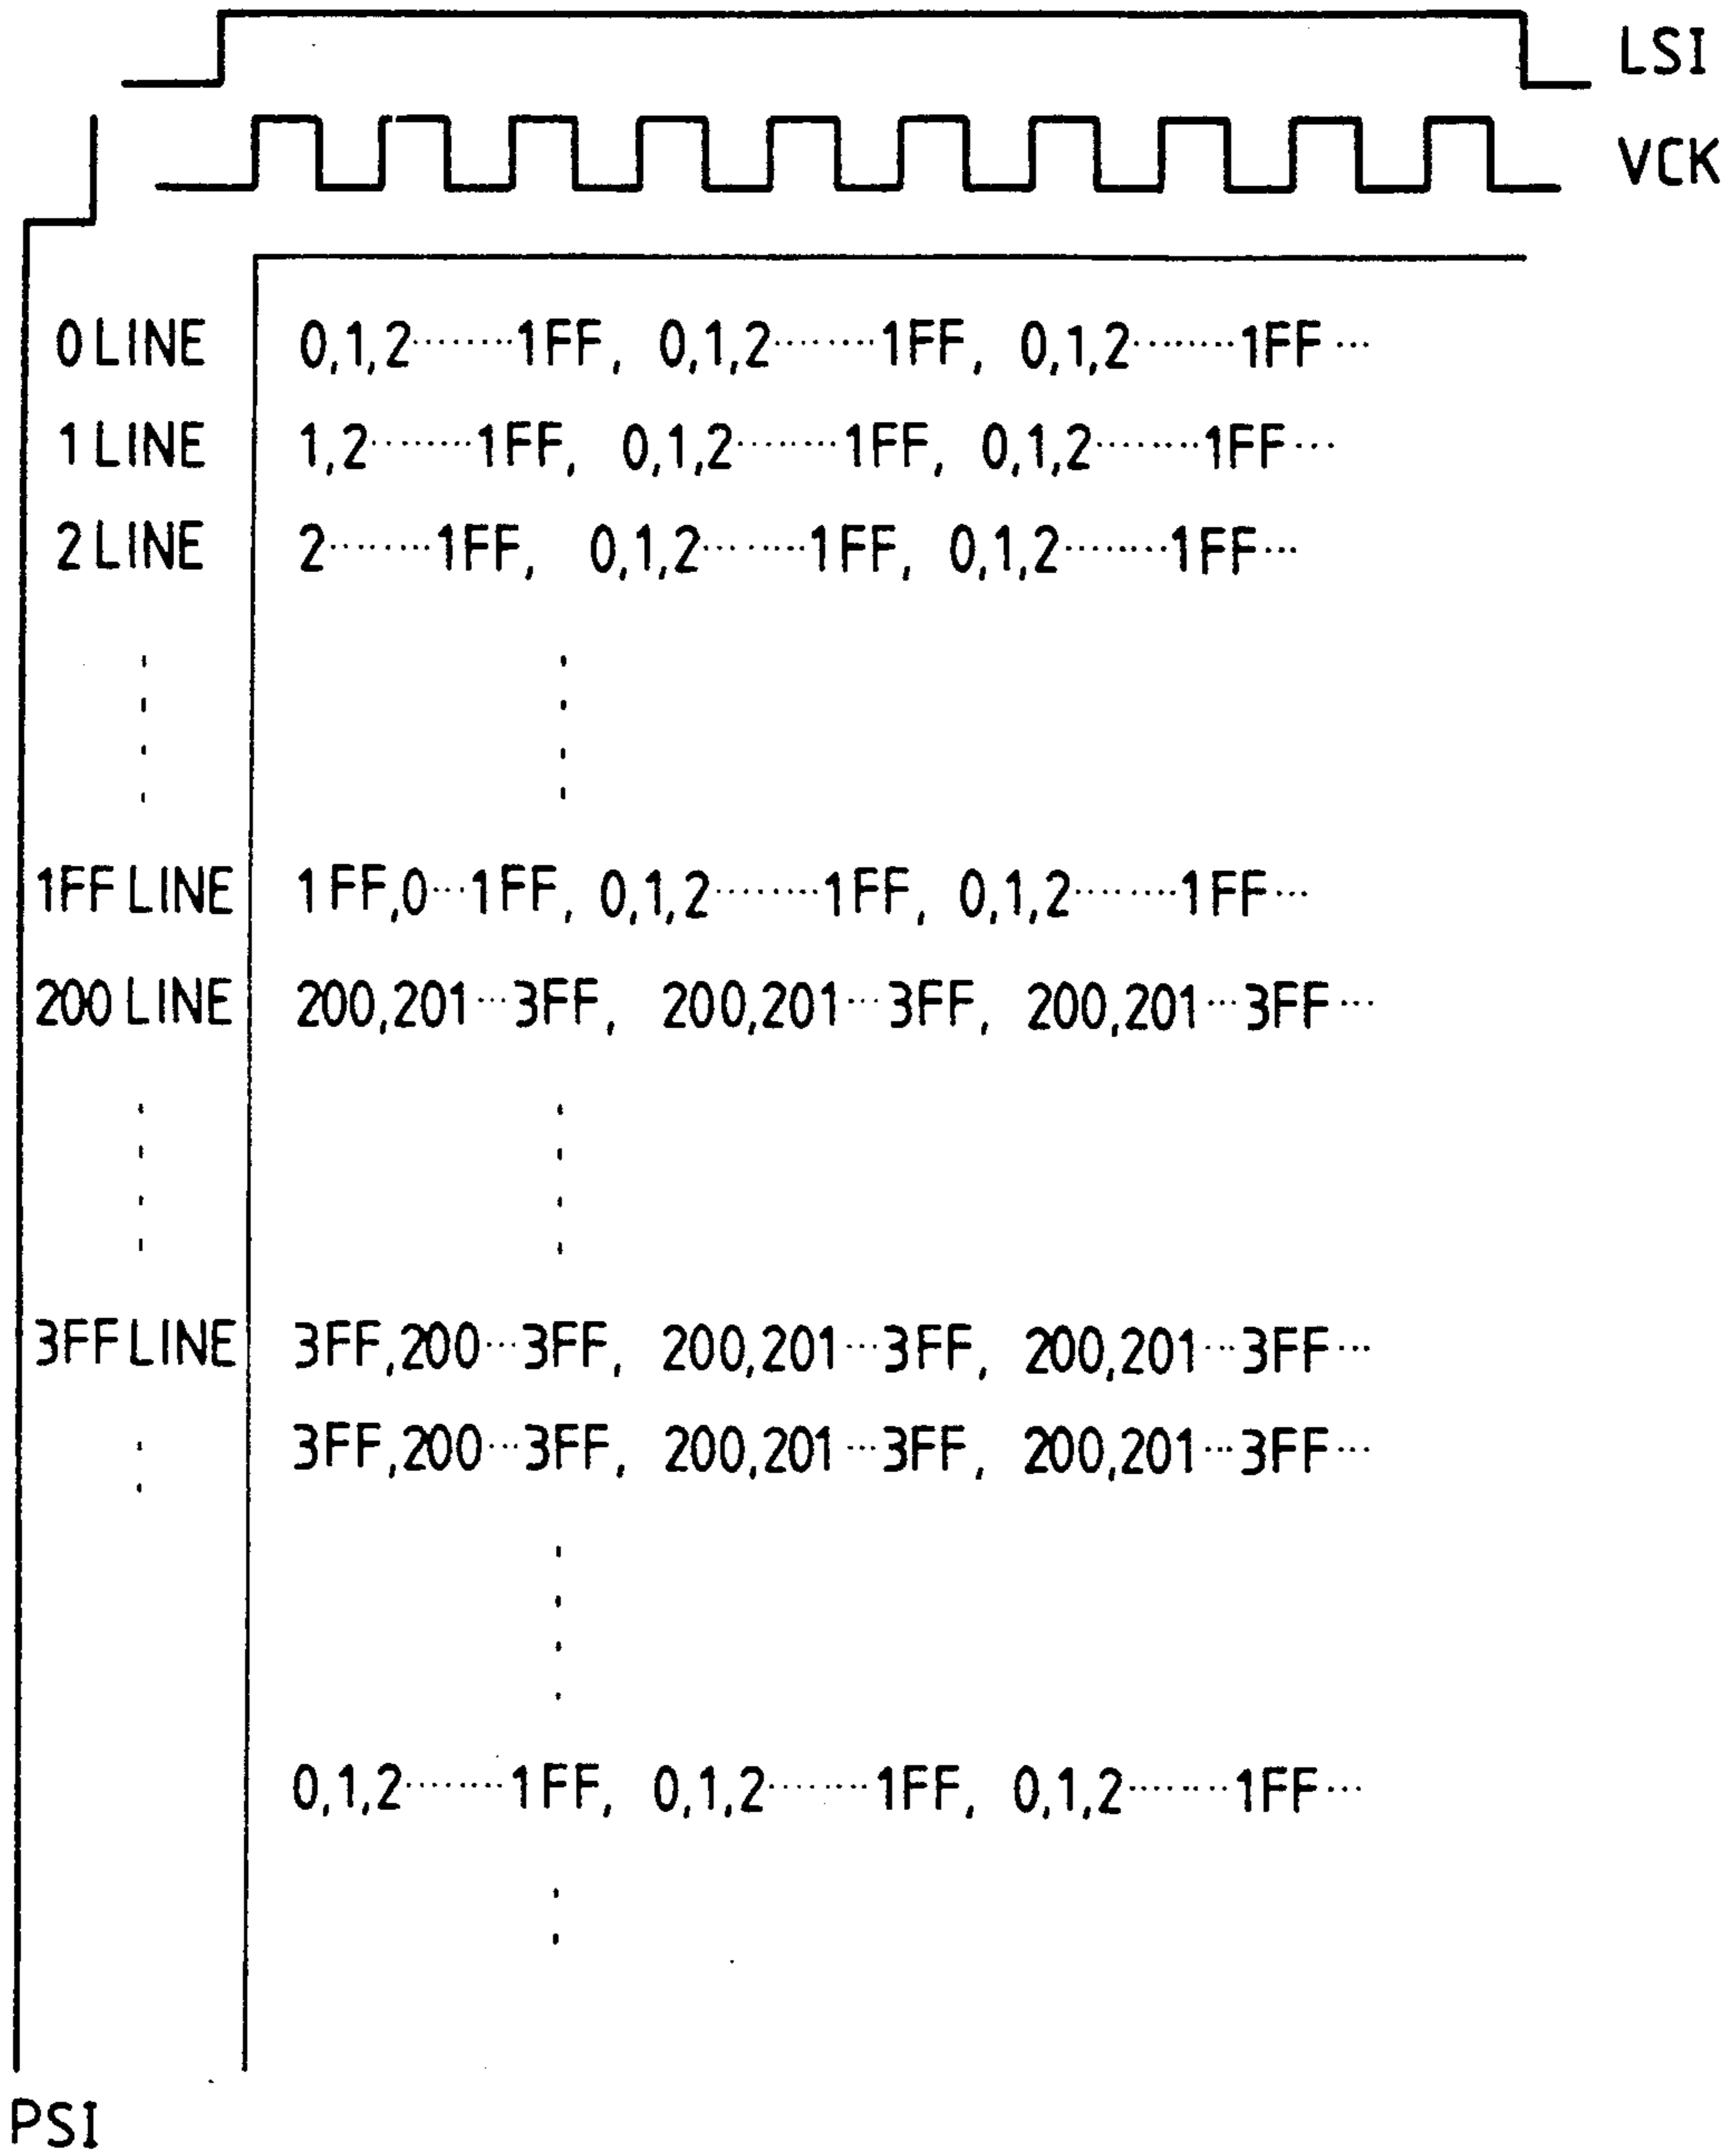 LSI
VCK
0 LINE 0,1,2········1FF, 0,1,2········1FF, 0,1,2········1FF···
1 LINE 1,2········1FF, 0,1,2········1FF, 0,1,2········1FF···
2 LINE 2········1FF, 0,1,2········1FF, 0,1,2········1FF···
1FF LINE 1FF,0···1FF, 0,1,2········1FF, 0,1,2········1FF···
200 LINE 200,201···3FF, 200,201···3FF, 200,201···3FF···
3FF LINE 3FF,200···3FF, 200,201···3FF, 200,201···3FF···
3FF,200···3FF, 200,201···3FF, 200,201···3FF···
0,1,2········1FF, 0,1,2········1FF, 0,1,2········1FF···
PSI